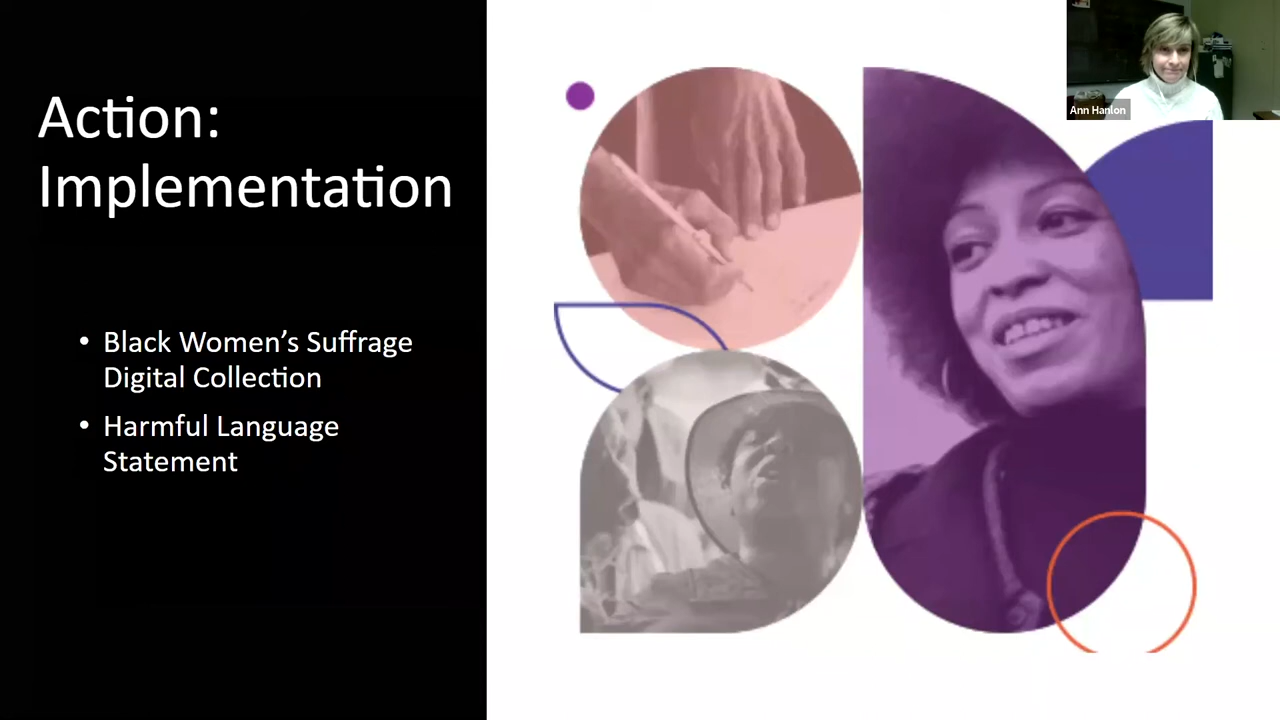 Action:
Implementation
• Black Women’s Suffrage
Digital Collection
• Harmful Language
Statement
Ann Hanlon